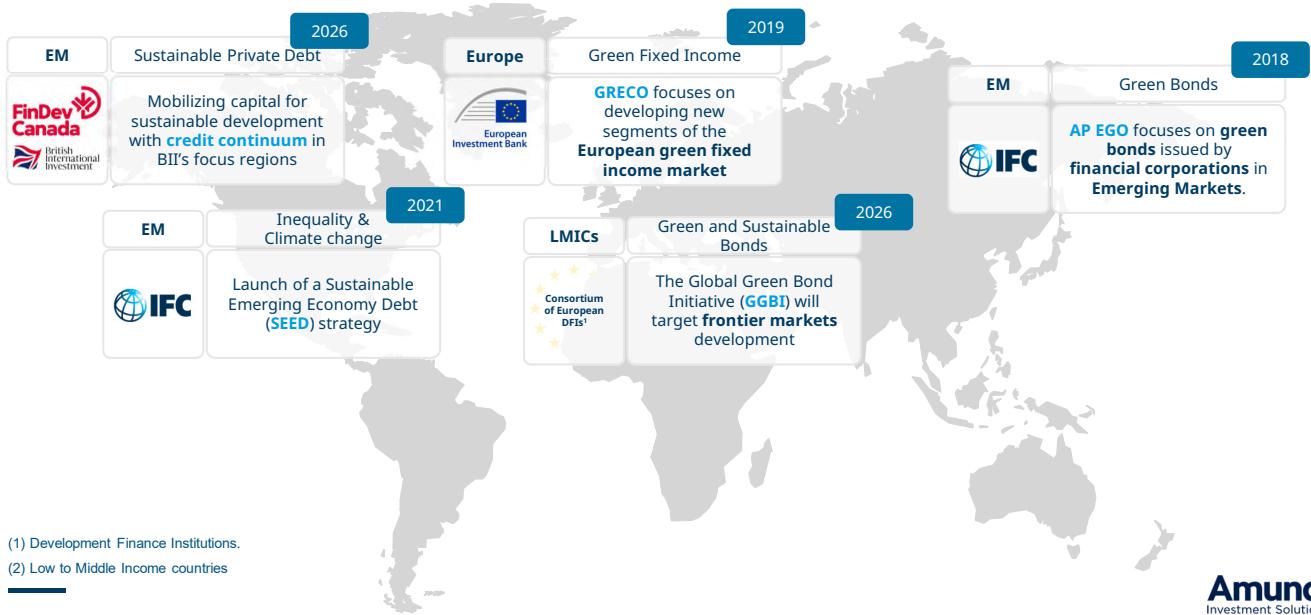 2026
EM
Sustainable Private Debt
FinDev
Canada
British
International
Investment
Mobilizing capital for
sustainable development
with credit continuum in
BII's focus regions
2019
Europe
Green Fixed Income
European
Investment Bank
GRECO focuses on
developing new
segments of the
European green fixed
income market
2018
EM
Green Bonds
IFC
AP EGO focuses on green
bonds issued by
financial corporations in
Emerging Markets.
2021
EM
Inequality &
Climate change
IFC
Launch of a Sustainable
Emerging Economy Debt
(SEED) strategy
2026
LMICs
Green and Sustainable
Bonds
Consortium
of European
DFIs¹
The Global Green Bond
Initiative (GGBI) will
target frontier markets
development
(1) Development Finance Institutions.
(2) Low to Middle Income countries
Amund
Investment Solutio